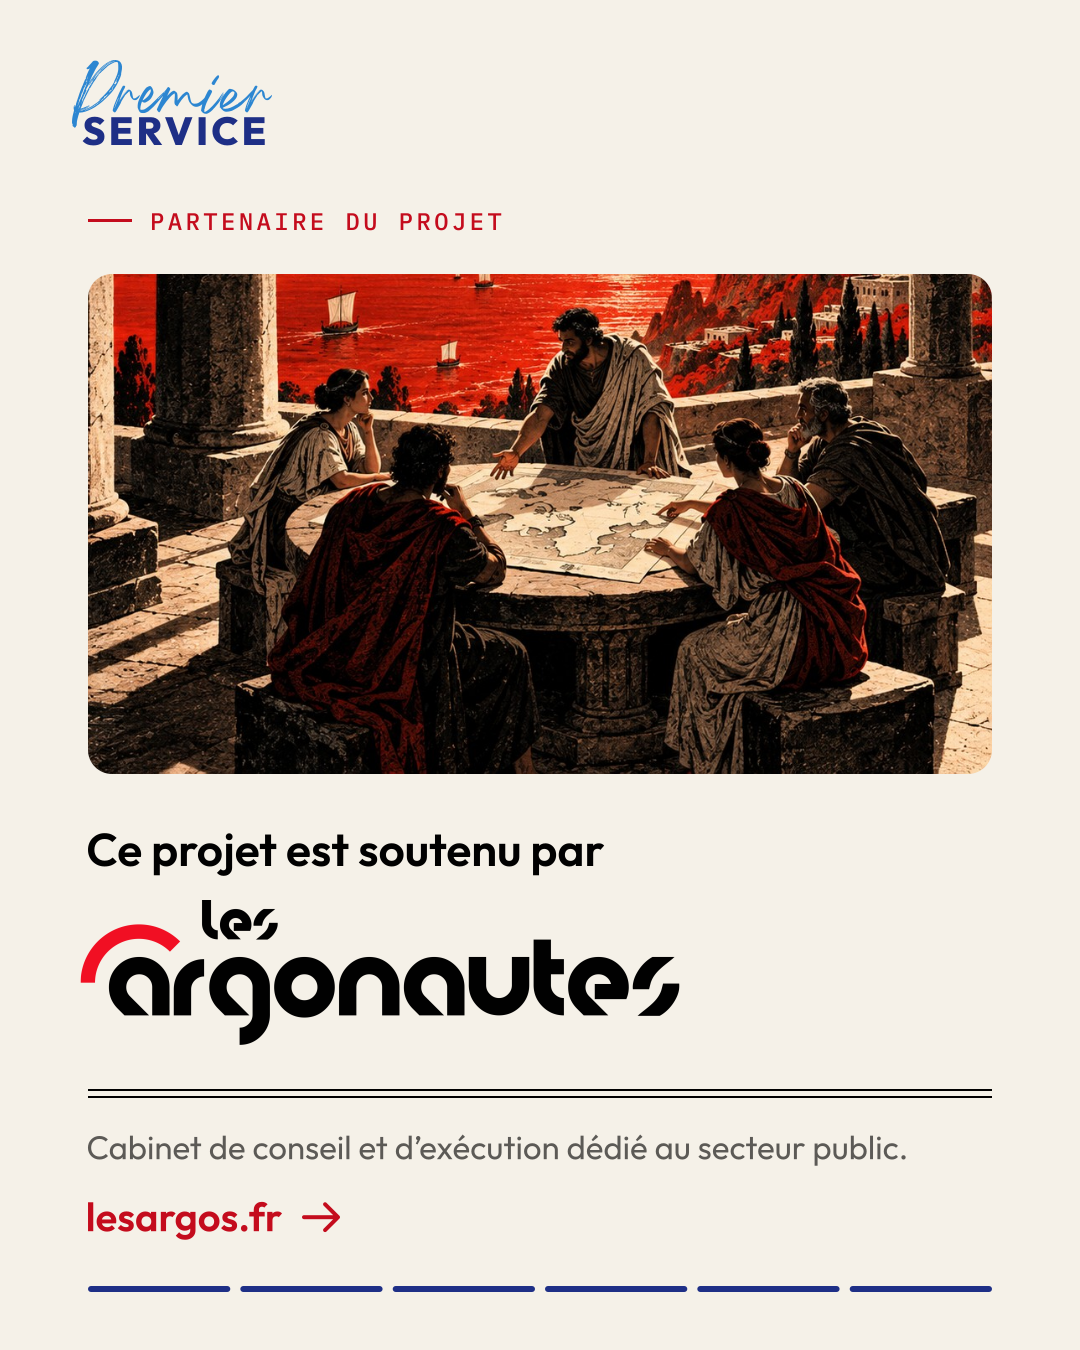 Premier
SERVICE
PARTENAIRE DU PROJET
Ce projet est soutenu par
les
argonautes
Cabinet de conseil et d’exécution dédié au secteur public.
lesargos.fr →